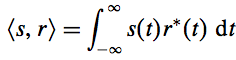 ⟨s, r⟩ = ∫_{-∞}^{∞} s(t)r*(t) dt